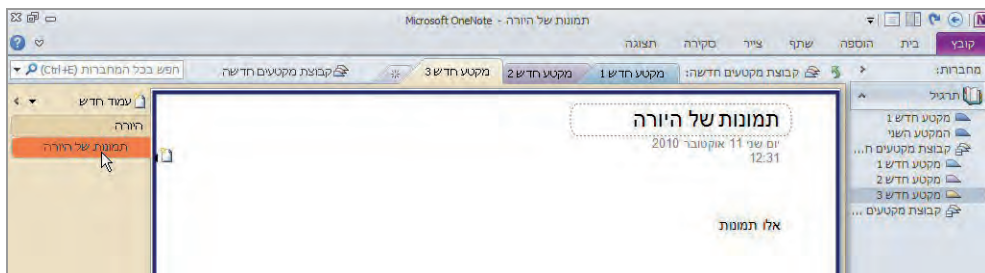 תמונות של היורה - Microsoft OneNote
קובץ בית הוספה שתף צייר סקירה תצוגה
מחברות:
קבוצת מקטעים חדשה: מקטע חדש 1 מקטע חדש 2 מקטע חדש 3 קבוצת מקטעים חדשה
חפש בכל המחברות (Ctrl+E)
תרגיל
מקטע חדש 1
המקטע השני
קבוצת מקטעים ח...
מקטע חדש 1
מקטע חדש 2
מקטע חדש 3
קבוצת מקטעים ...
תמונות של היורה
יום שני 11 אוקטובר 2010
12:31
אלו תמונות
עמוד חדש
היורה
תמונות של היורה